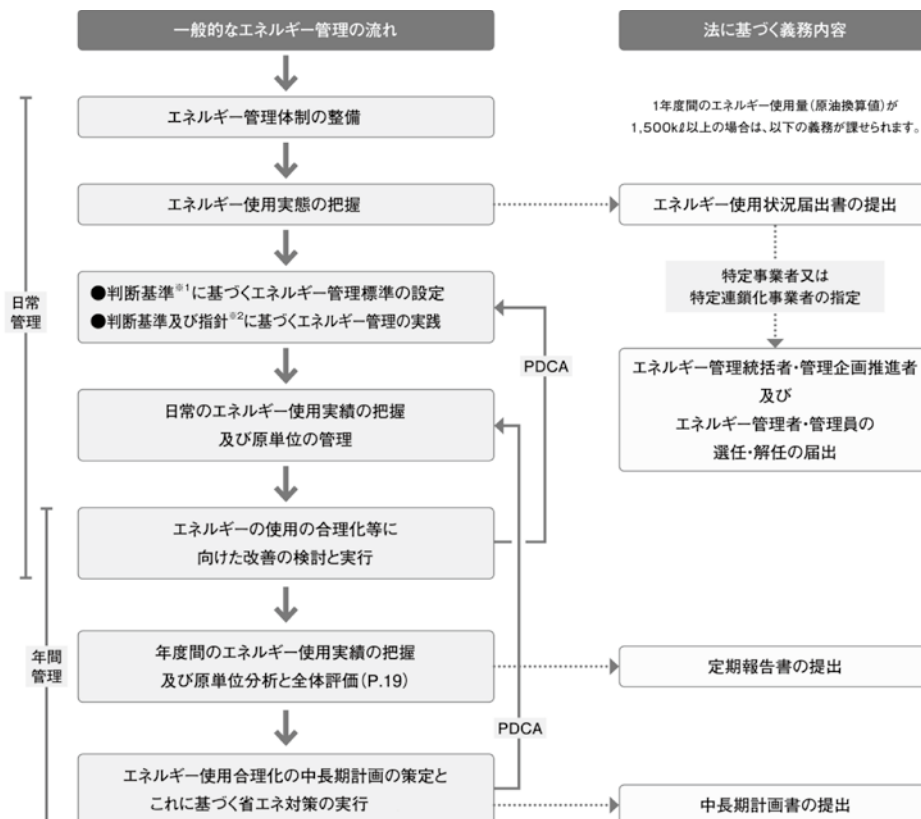 一般的なエネルギー管理の流れ
法に基づく義務内容
エネルギー管理体制の整備
1年度間のエネルギー使用量(原油換算値)が
1,500kℓ以上の場合は、以下の義務が課せられます。
エネルギー使用実態の把握
エネルギー使用状況届出書の提出
特定事業者又は
特定連鎖化事業者の指定
日常
管理
●判断基準※1に基づくエネルギー管理標準の設定
●判断基準及び指針※2に基づくエネルギー管理の実践
PDCA
エネルギー管理統括者・管理企画推進者
及び
エネルギー管理者・管理員の
選任・解任の届出
日常のエネルギー使用実績の把握
及び原単位の管理
エネルギーの使用の合理化等に
向けた改善の検討と実行
年間
管理
年度間のエネルギー使用実績の把握
及び原単位分析と全体評価(P.19)
定期報告書の提出
PDCA
エネルギー使用合理化の中長期計画の策定と
これに基づく省エネ対策の実行
中長期計画書の提出